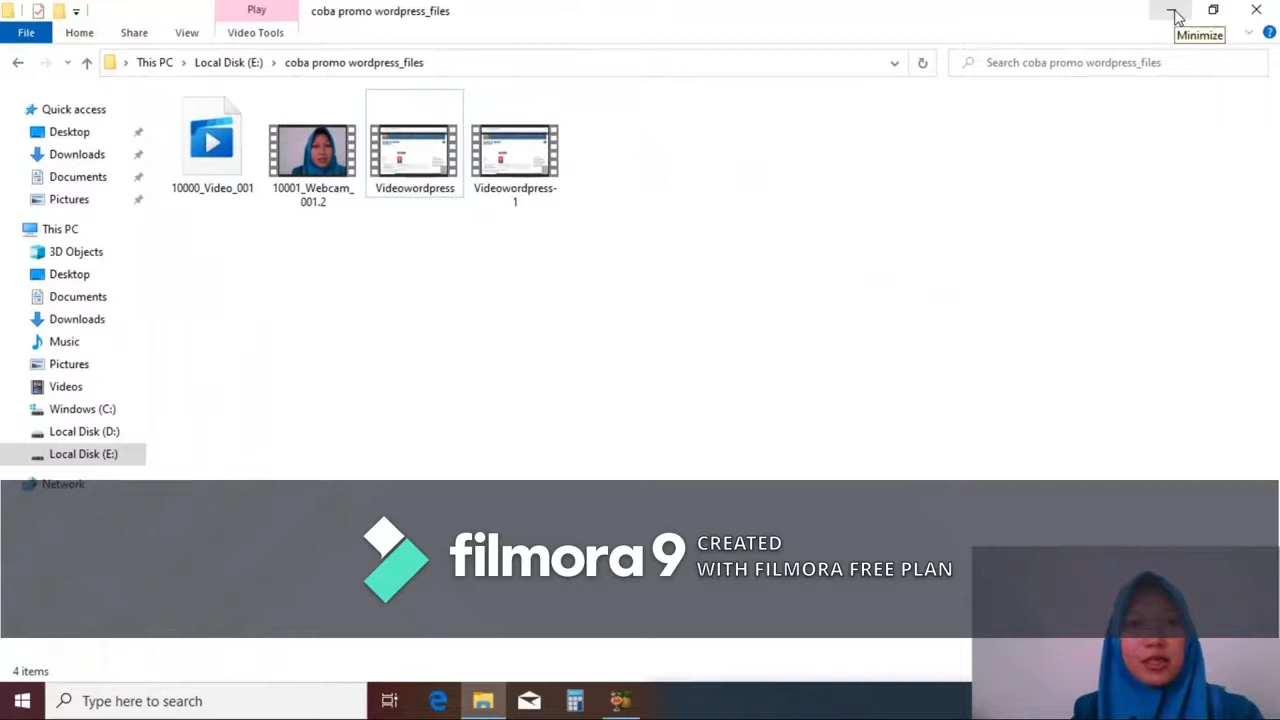 Play
coba promo wordpress_files
Minimize
File
Home
Share
View
Video Tools
This PC
Local Disk (E:)
coba promo wordpress_files
Search coba promo wordpress_files
Quick access
Desktop
Downloads
Documents
Pictures
This PC
3D Objects
Desktop
Documents
Downloads
Music
Pictures
Videos
Windows (C:)
Local Disk (D:)
Local Disk (E:)
Network
10000_Video_001
10001_Webcam_
001.2
Videowordpress
Videowordpress-
1
filmora 9
CREATED
WITH FILMORA FREE PLAN
4 items
Type here to search